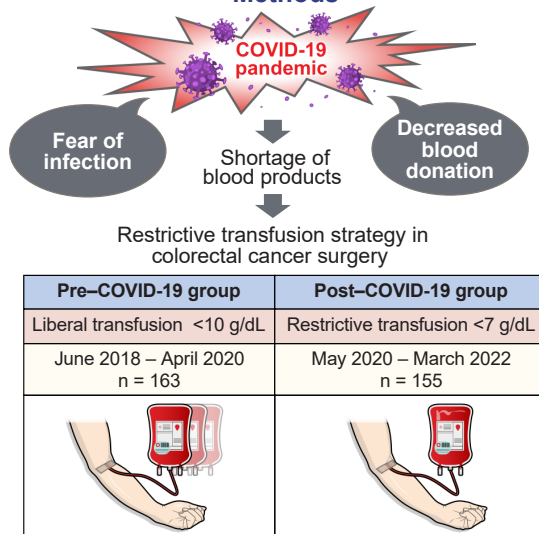 Methods
COVID-19
pandemic
Fear of
infection
Decreased
blood
donation
Shortage of
blood products
Restrictive transfusion strategy in
colorectal cancer surgery
Pre–COVID-19 group
Post–COVID-19 group
Liberal transfusion <10 g/dL
Restrictive transfusion <7 g/dL
June 2018 – April 2020
n = 163
May 2020 – March 2022
n = 155